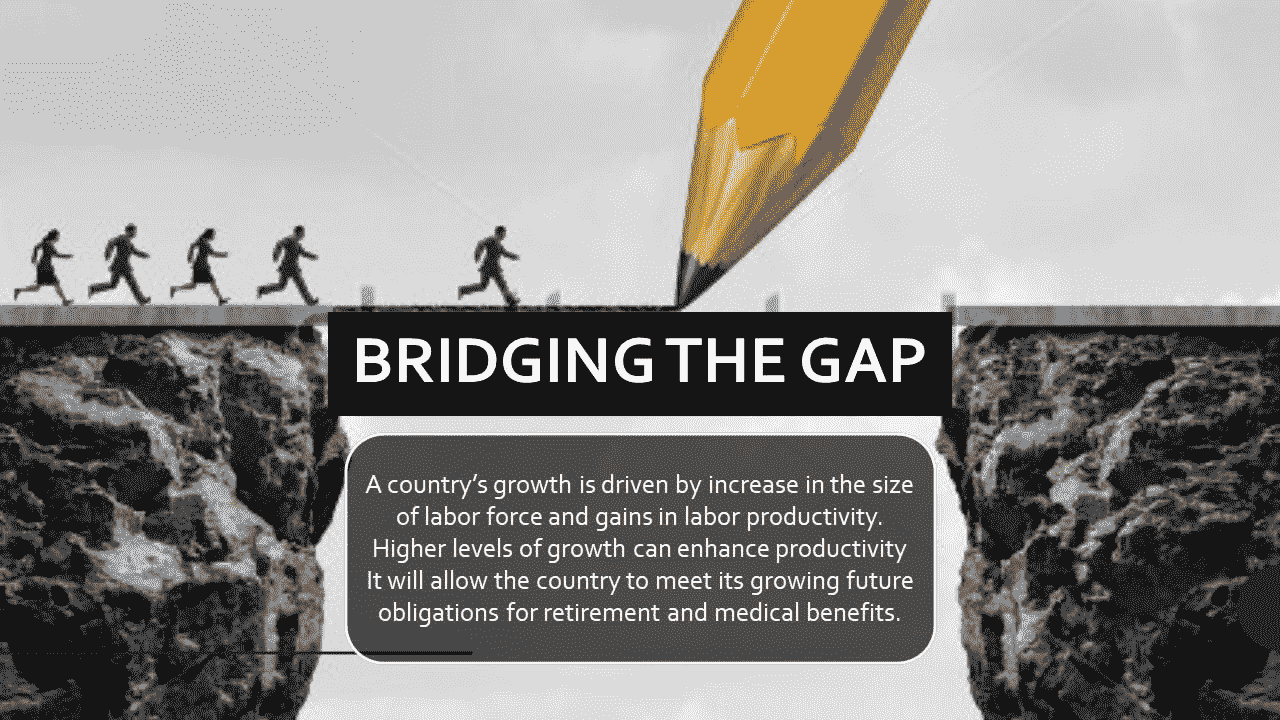 BRIDGING THE GAP
A country’s growth is driven by increase in the size
of labor force and gains in labor productivity.
Higher levels of growth can enhance productivity
It will allow the country to meet its growing future
obligations for retirement and medical benefits.